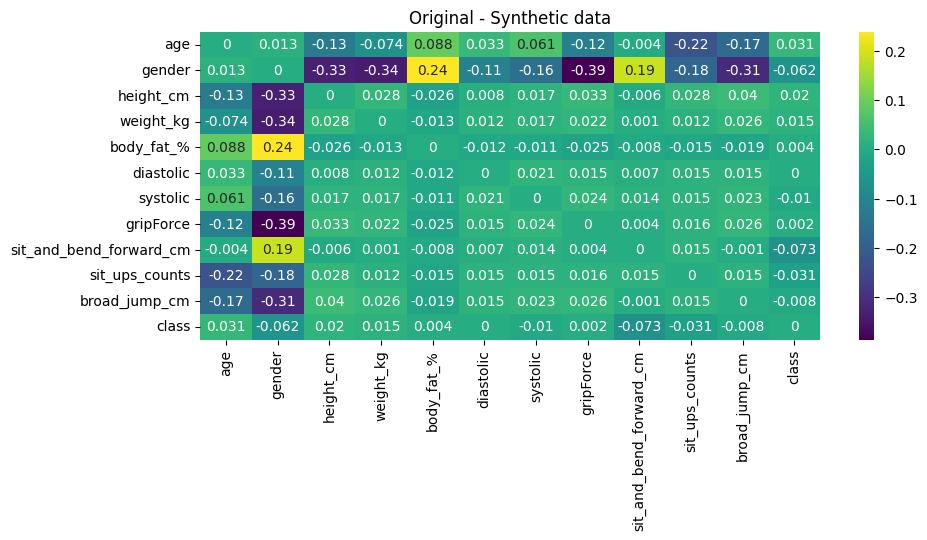 Original - Synthetic data
age 0 0.013 -0.13 -0.074 0.088 0.033 0.061 -0.12 -0.004 -0.22 -0.17 0.031
gender 0.013 0 -0.33 -0.34 0.24 -0.11 -0.16 -0.39 0.19 -0.18 -0.31 -0.062
height_cm -0.13 -0.33 0 0.028 -0.026 0.008 0.017 0.033 -0.006 0.028 0.04 0.02
weight_kg -0.074 -0.34 0.028 0 -0.013 0.012 0.017 0.022 0.001 0.012 0.026 0.015
body_fat_% 0.088 0.24 -0.026 -0.013 0 -0.012 -0.011 -0.025 -0.008 -0.015 -0.019 0.004
diastolic 0.033 -0.11 0.008 0.012 -0.012 0 0.021 0.015 0.007 0.015 0.015 0
systolic 0.061 -0.16 0.017 0.017 -0.011 0.021 0 0.024 0.014 0.015 0.023 -0.01
gripForce -0.12 -0.39 0.033 0.022 -0.025 0.015 0.024 0 0.004 0.016 0.026 0.002
sit_and_bend_forward_cm -0.004 0.19 -0.006 0.001 -0.008 0.007 0.014 0.004 0 0.015 -0.001 -0.073
sit_ups_counts -0.22 -0.18 0.028 0.012 -0.015 0.015 0.015 0.016 0.015 0 0.015 -0.031
broad_jump_cm -0.17 -0.31 0.04 0.026 -0.019 0.015 0.023 0.026 -0.001 0.015 0 -0.008
class 0.031 -0.062 0.02 0.015 0.004 0 -0.01 0.002 -0.073 -0.031 -0.008 0
age
gender
height_cm
weight_kg
body_fat_%
diastolic
systolic
gripForce
sit_and_bend_forward_cm
sit_ups_counts
broad_jump_cm
class
0.2
0.1
0.0
-0.1
-0.2
-0.3